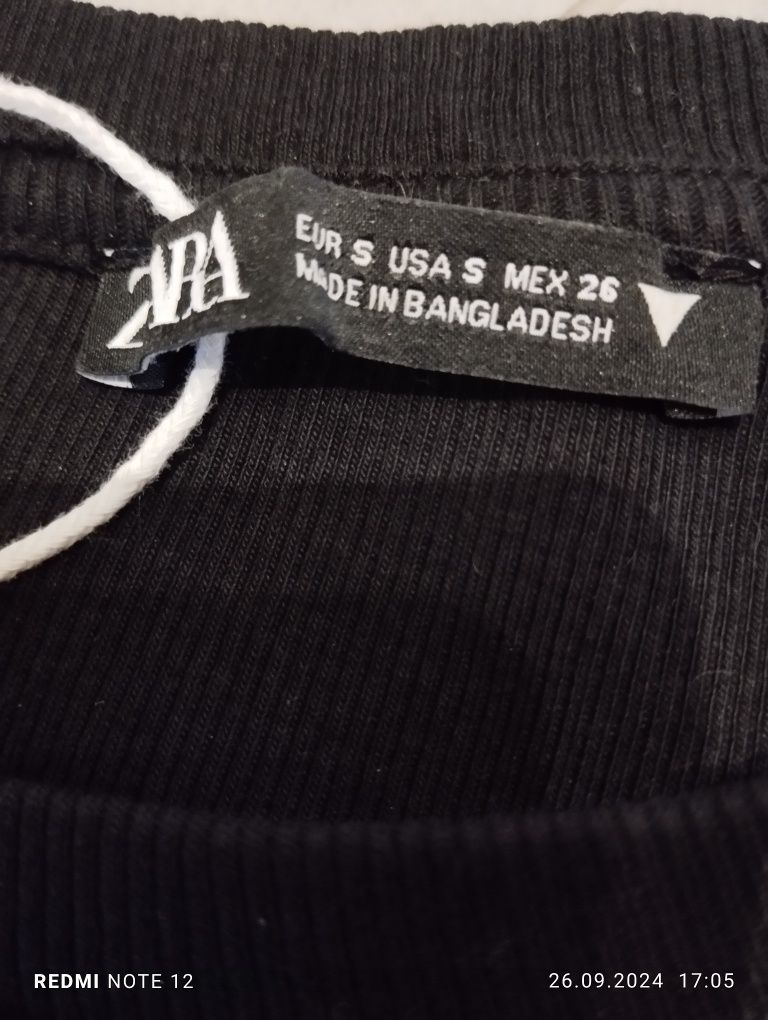 ZARA
EUR S USA S MEX 26
MADE IN BANGLADESH
REDMI NOTE 12
26.09.2024 17:05